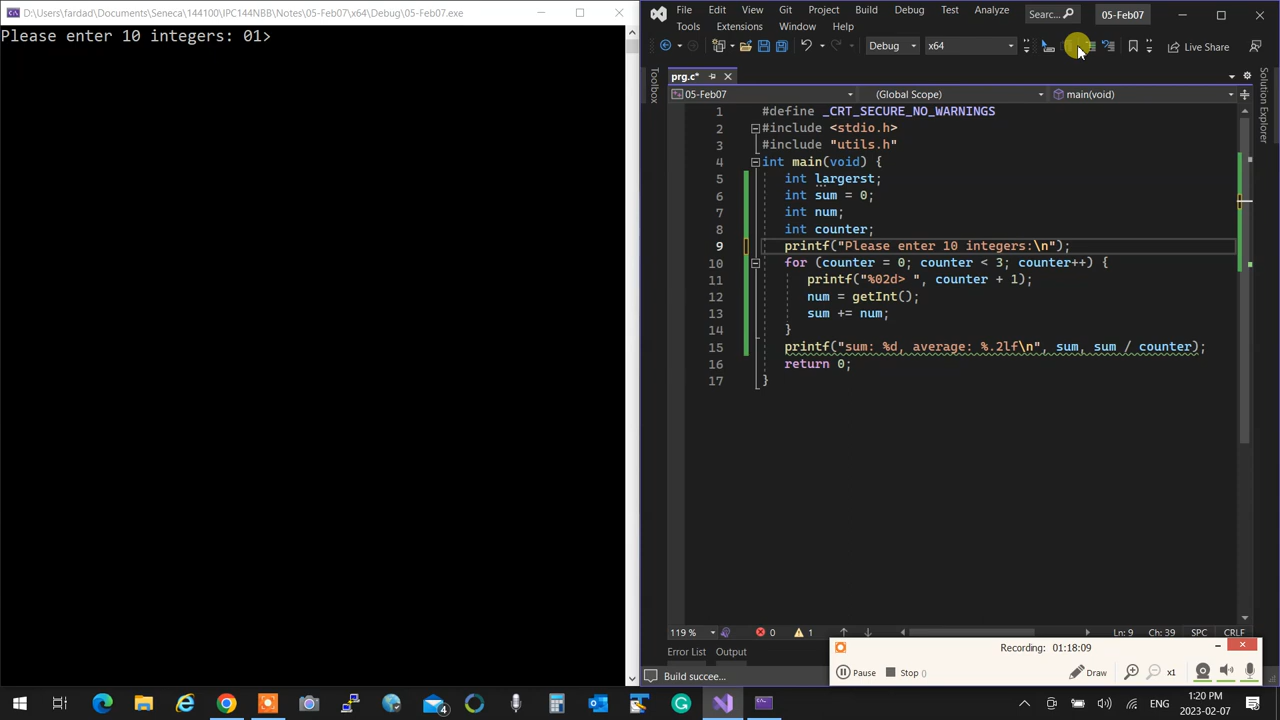 D:\Users\fardad\Documents\Seneca\144100\IPC144NBB\Notes\05-Feb07\x64\Debug\05-Feb07.exe
Please enter 10 integers: 01>
File View Git Project Build Debug Test Analyze
Searc...
05-Feb07
Tools Extensions Window Help
Debug
x64
Live Share
Toolbox
prg.c*
05-Feb07
(Global Scope)
main(void)
Solution Explorer
1 #define _CRT_SECURE_NO_WARNINGS
2 #include <stdio.h>
3 #include "utils.h"
4 int main(void) {
5 int largerst;
6 int sum = 0;
7 int num;
8 int counter;
9 printf("Please enter 10 integers:\n");
10 for (counter = 0; counter < 3; counter++) {
11 printf("%02d> ", counter + 1);
12 num = getInt();
13 sum += num;
14 }
15 printf("sum: %d, average: %.2lf\n", sum, sum / counter);
16 return 0;
17 }
119 %
0
1
Ln: 9 Ch: 39 SPC CRLF
Error List Output
Build succee...
Recording: 01:18:09
Pause
Stop
Draw
x1
4
ENG
1:20 PM
2023-02-07